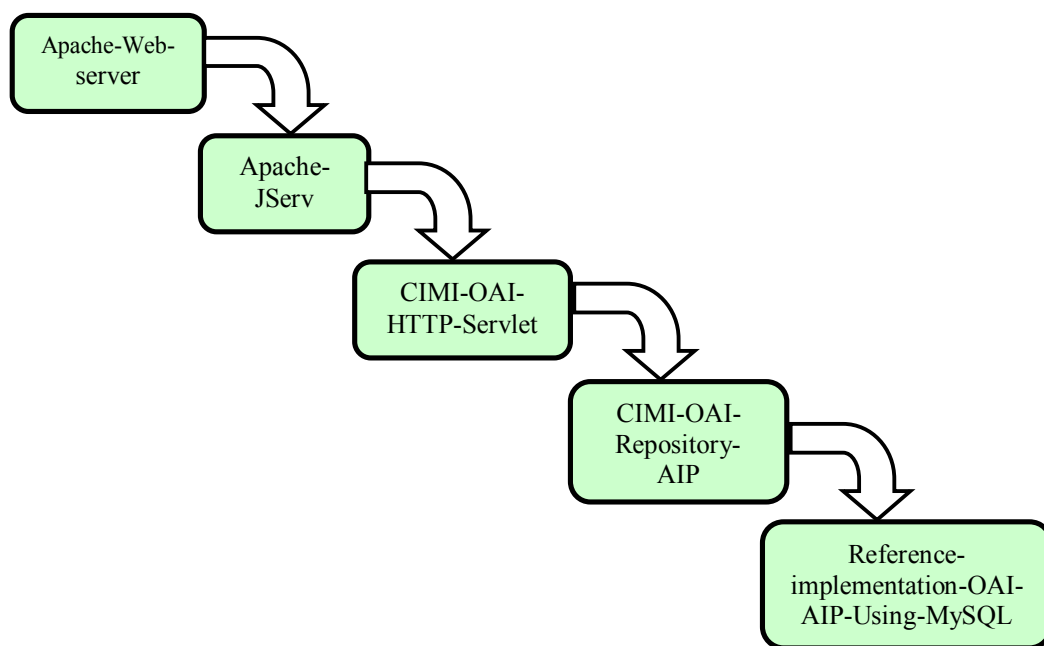 Apache-Web-
server
Apache-
JServ
CIMI-OAI-
HTTP-Servlet
CIMI-OAI-
Repository-
AIP
Reference-
implementation-OAI-
AIP-Using-MySQL